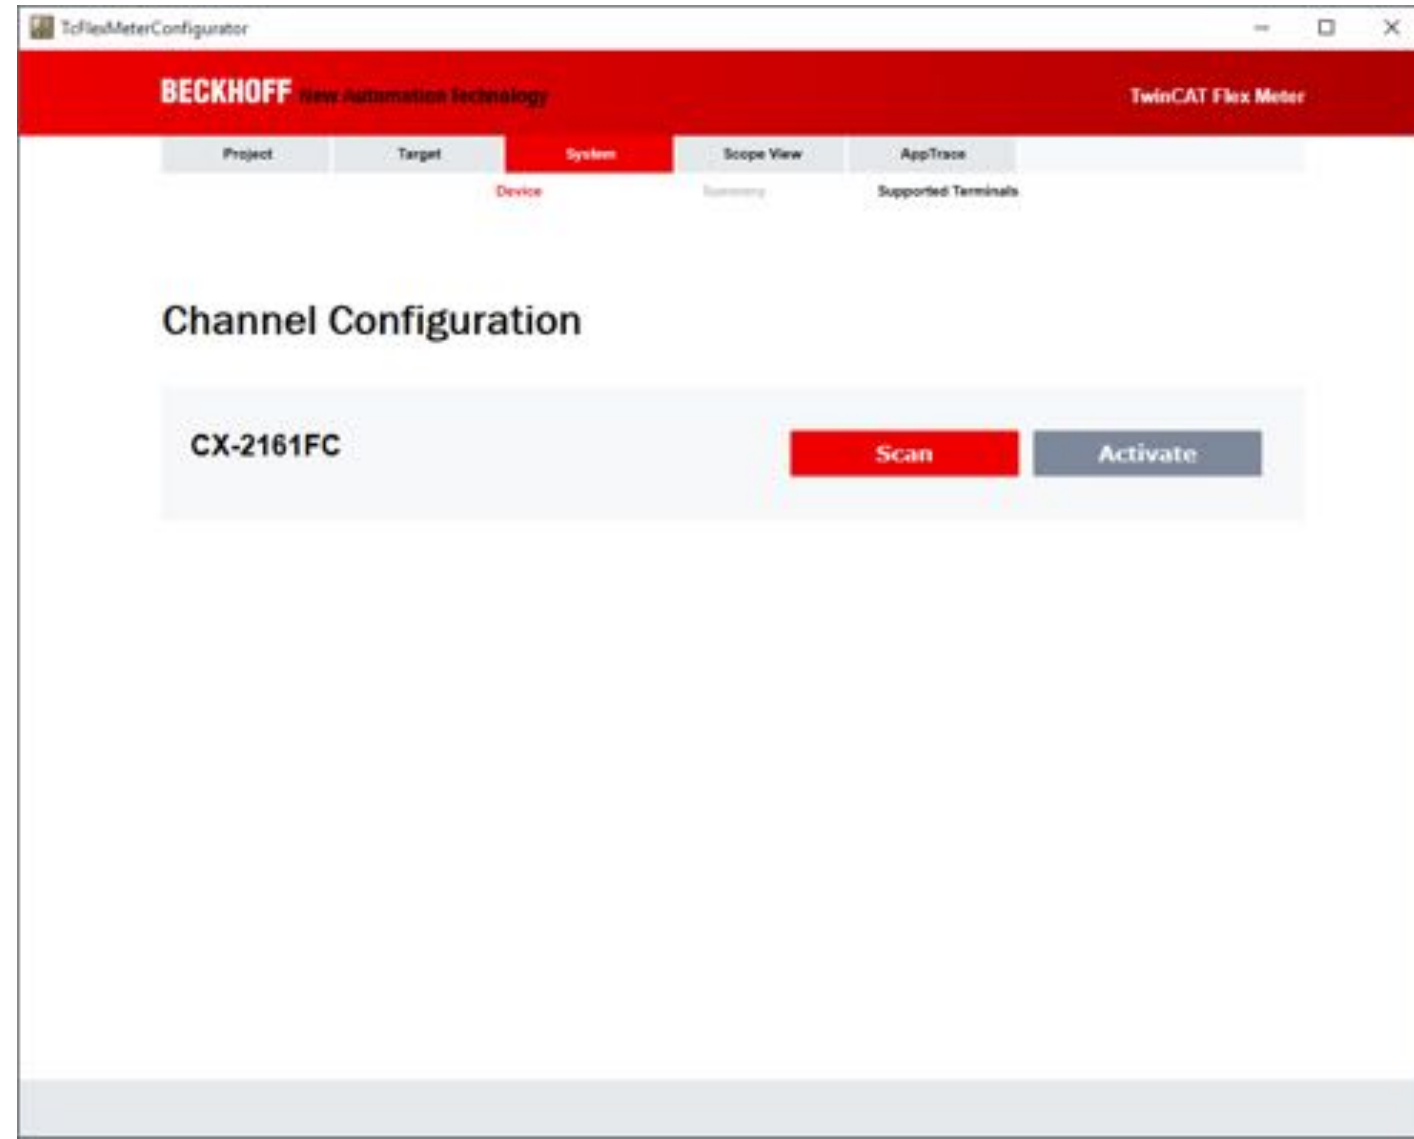 TcFlexMeterConfigurator
BECKHOFF New Automation Technology
TwinCAT Flex Meter
Project Target System Scope View AppTrace
Device Summary Supported Terminals
Channel Configuration
CX-2161FC Scan Activate